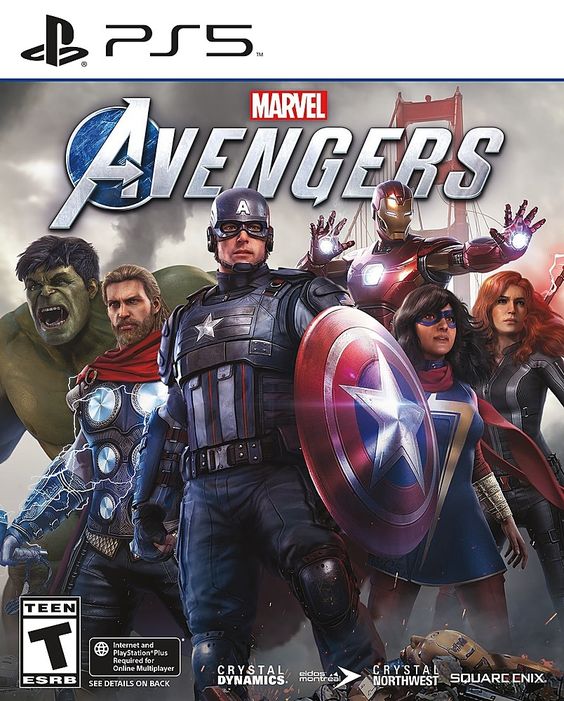 PS5™
MARVEL
AVENGERS
A
TEEN
T
ESRB
Internet and
PlayStation®Plus
Required for
Online Multiplayer
SEE DETAILS ON BACK
CRYSTAL
DYNAMICS®
eidos
montréal
CRYSTAL
NORTHWEST
SQUARE ENIX®